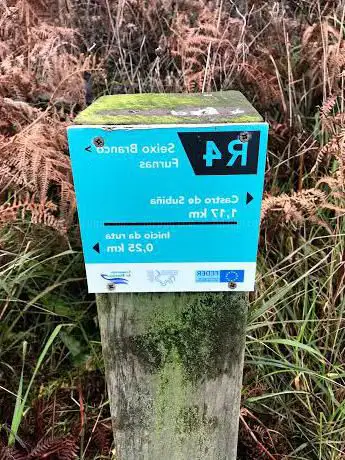 R4
Seixo Branco >
Furnas
Castro de Subiña
1,17 km
Inicio da ruta
0,25 km
FEDER